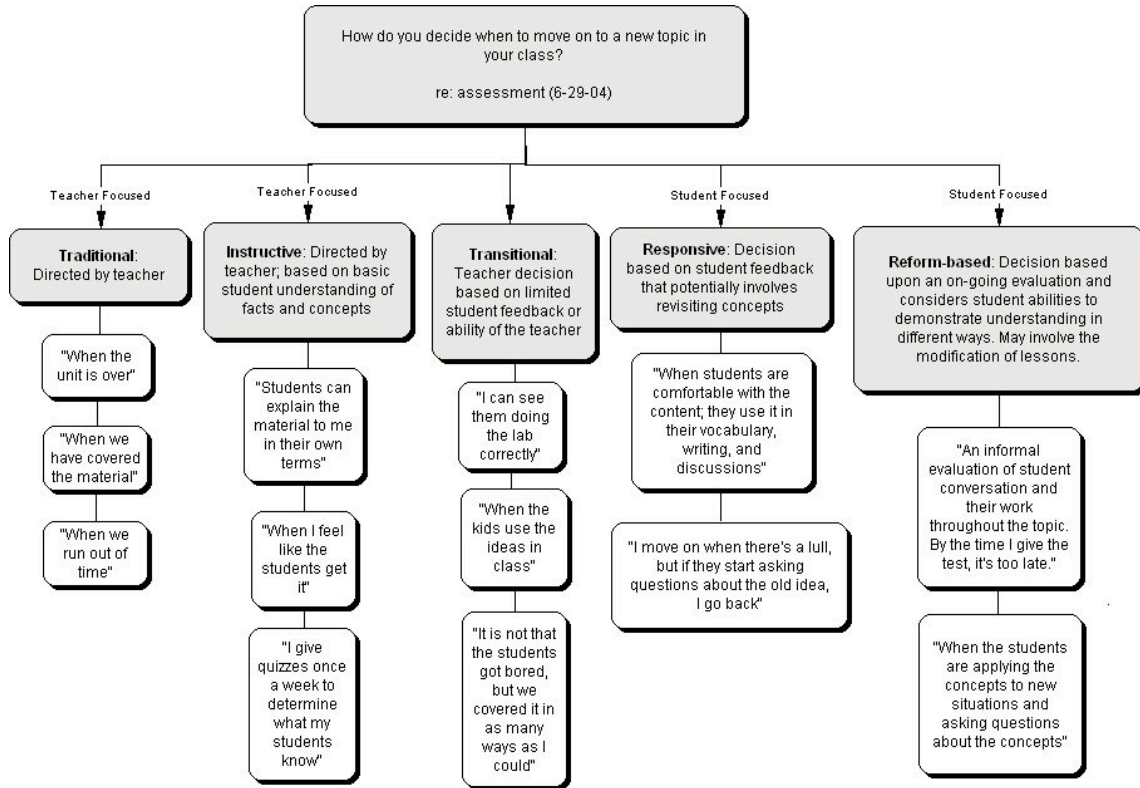 How do you decide when to move on to a new topic in
your class?
re: assessment (6-29-04)
Teacher Focused
Teacher Focused
Student Focused
Student Focused
Traditional:
Directed by teacher
"When the
unit is over"
"When we
have covered
the material"
"When we
run out of
time"
Instructive: Directed by
teacher; based on basic
student understanding of
facts and concepts
"Students can
explain the
material to me
in their own
terms"
"When I feel
like the
students get
it"
"I give
quizzes once
a week to
determine
what my
students
know"
Transitional:
Teacher decision
based on limited
student feedback or
ability of the teacher
"I can see
them doing
the lab
correctly"
"When the
kids use the
ideas in
class"
"It is not that
the students
got bored,
but we
covered it in
as many
ways as I
could"
Responsive: Decision
based on student feedback
that potentially involves
revisiting concepts
"When students are
comfortable with the
content; they use it in
their vocabulary,
writing, and
discussions"
"I move on when there's a lull,
but if they start asking
questions about the old idea,
I go back"
Reform-based: Decision based
upon an on-going evaluation and
considers student abilities to
demonstrate understanding in
different ways. May involve the
modification of lessons.
"An informal
evaluation of student
conversation and
their work
throughout the topic.
By the time I give the
test, it's too late."
"When the students
are applying the
concepts to new
situations and
asking questions
about the concepts"